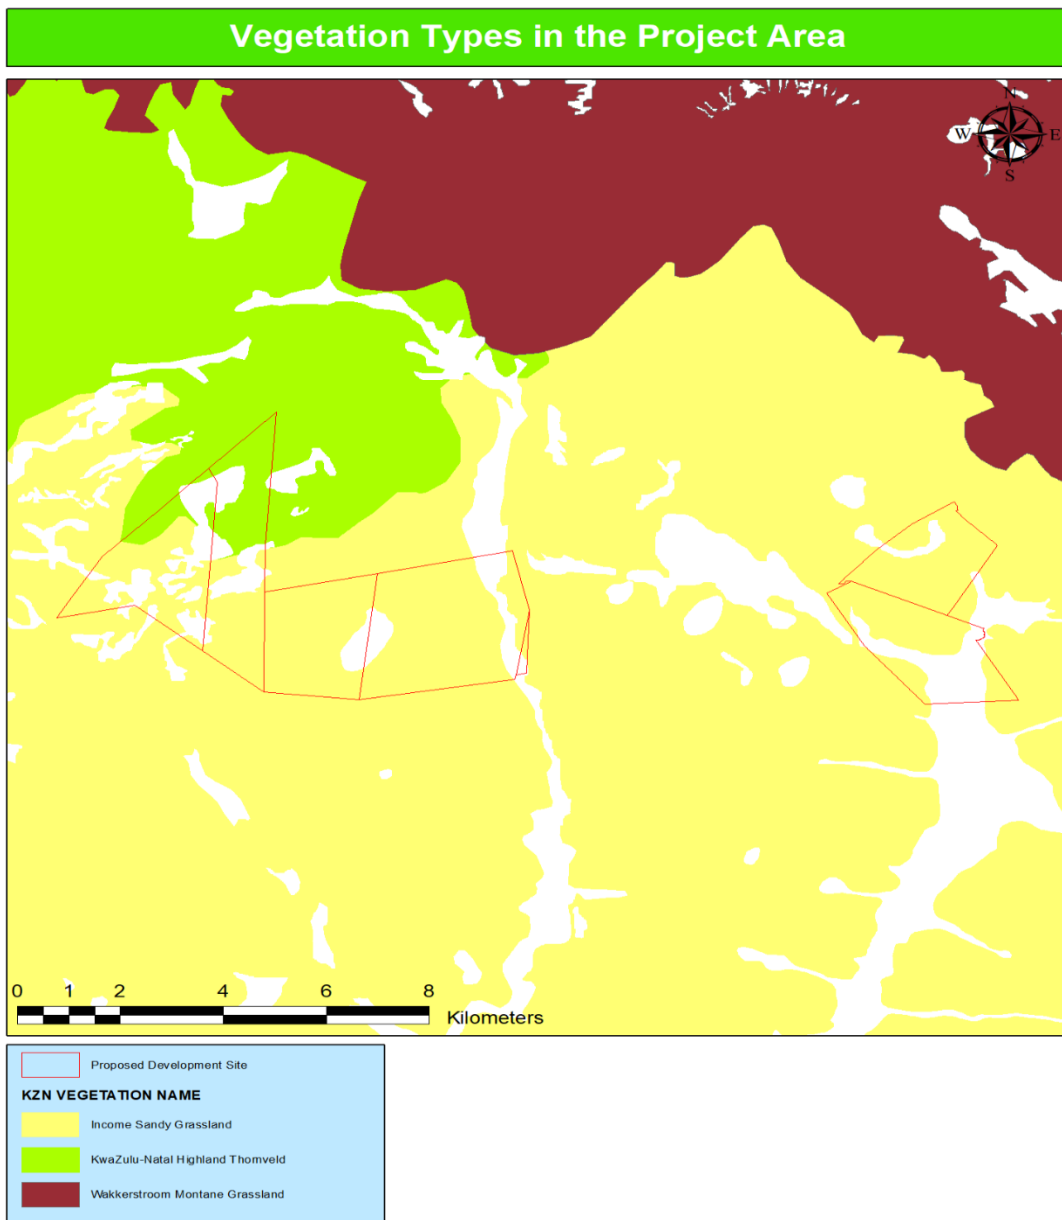 Vegetation Types in the Project Area
N
W E
S
0 1 2 4 6 8
Kilometers
Proposed Development Site
KZN VEGETATION NAME
Income Sandy Grassland
KwaZulu-Natal Highland Thornveld
Wakkerstroom Montane Grassland